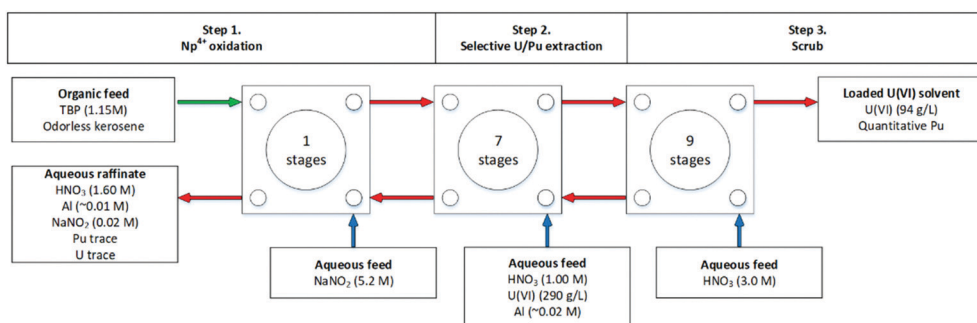 Step 1.
Np⁴⁺ oxidation
Step 2.
Selective U/Pu extraction
Step 3.
Scrub
Organic feed
TBP (1.15M)
Odorless kerosene
1
stages
7
stages
9
stages
Loaded U(VI) solvent
U(VI) (94 g/L)
Quantitative Pu
Aqueous raffinate
HNO₃ (1.60 M)
Al (~0.01 M)
NaNO₂ (0.02 M)
Pu trace
U trace
Aqueous feed
NaNO₂ (5.2 M)
Aqueous feed
HNO₃ (1.00 M)
U(VI) (290 g/L)
Al (~0.02 M)
Aqueous feed
HNO₃ (3.0 M)